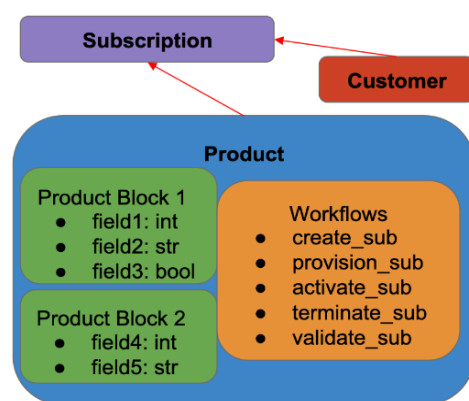 Subscription
Customer
Product
Product Block 1
● field1: int
● field2: str
● field3: bool
Product Block 2
● field4: int
● field5: str
Workflows
● create_sub
● provision_sub
● activate_sub
● terminate_sub
● validate_sub